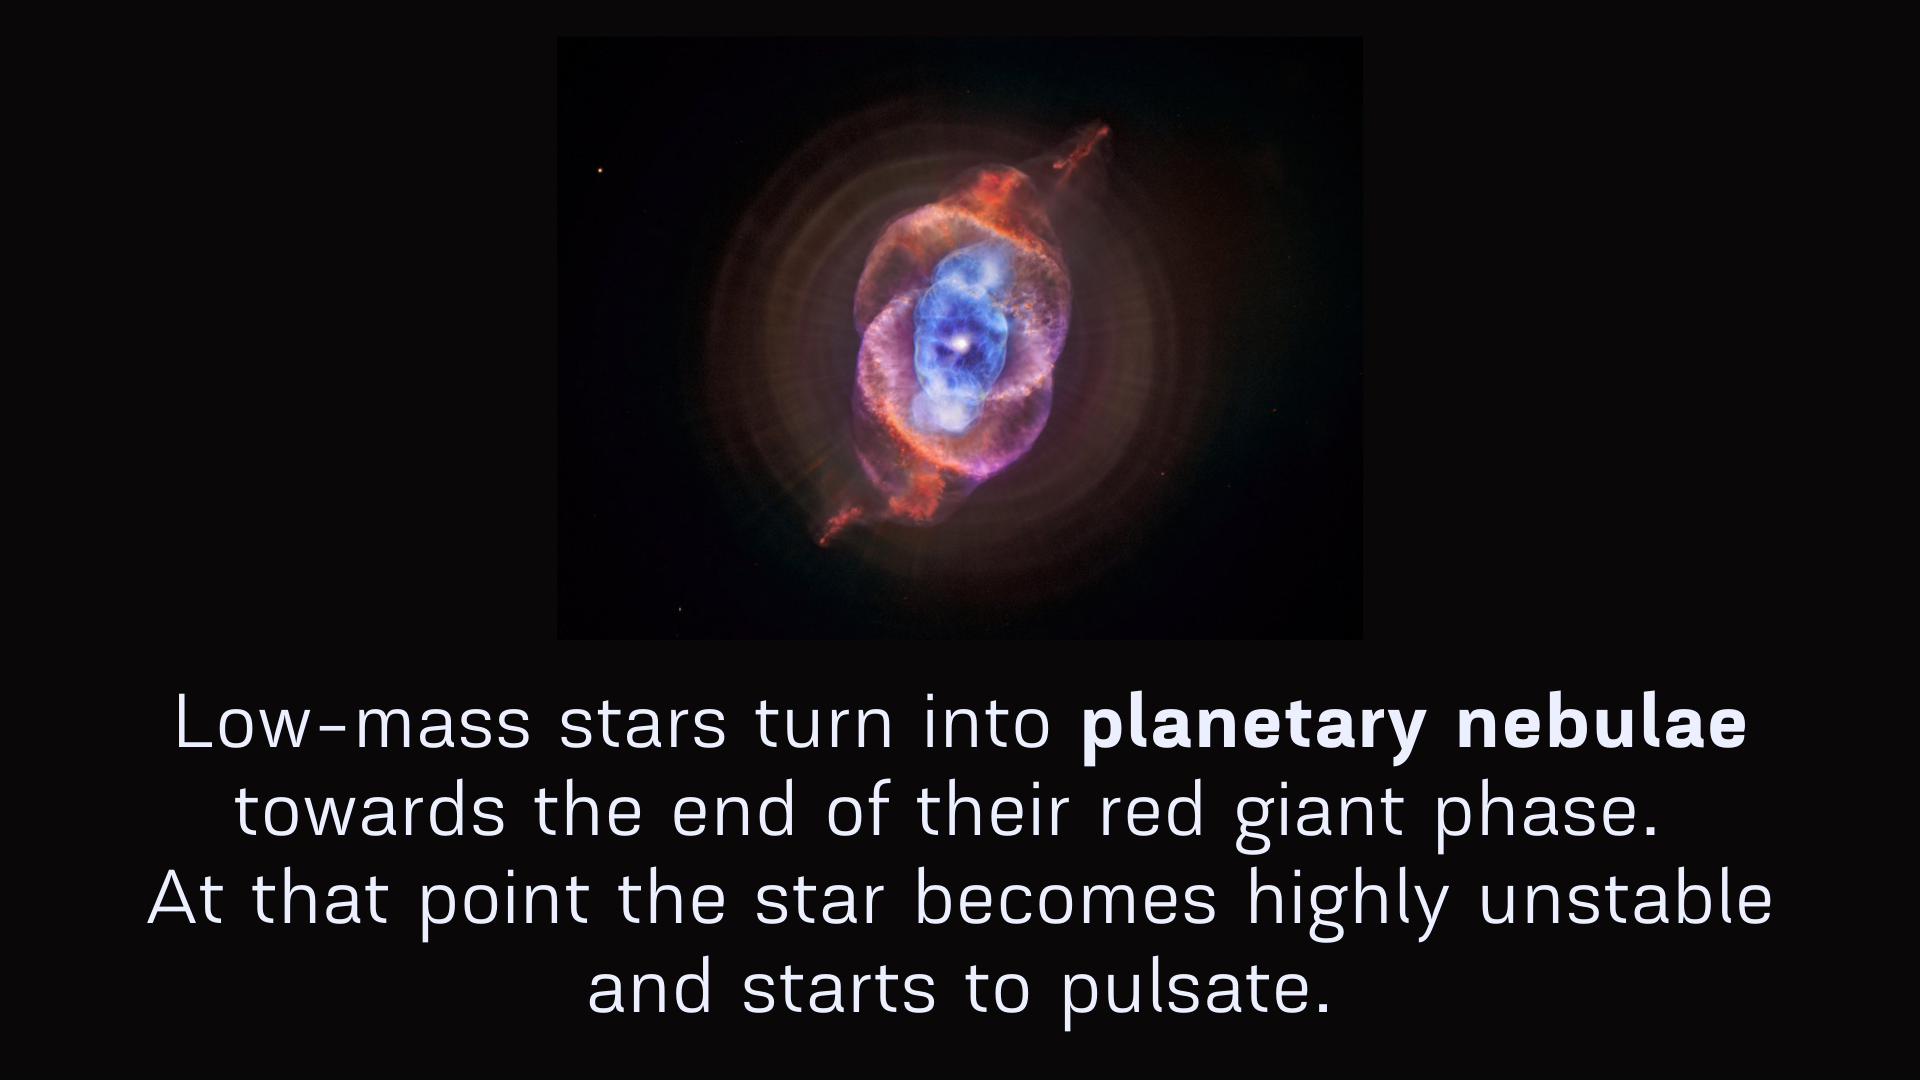 Low-mass stars turn into planetary nebulae
towards the end of their red giant phase.
At that point the star becomes highly unstable
and starts to pulsate.